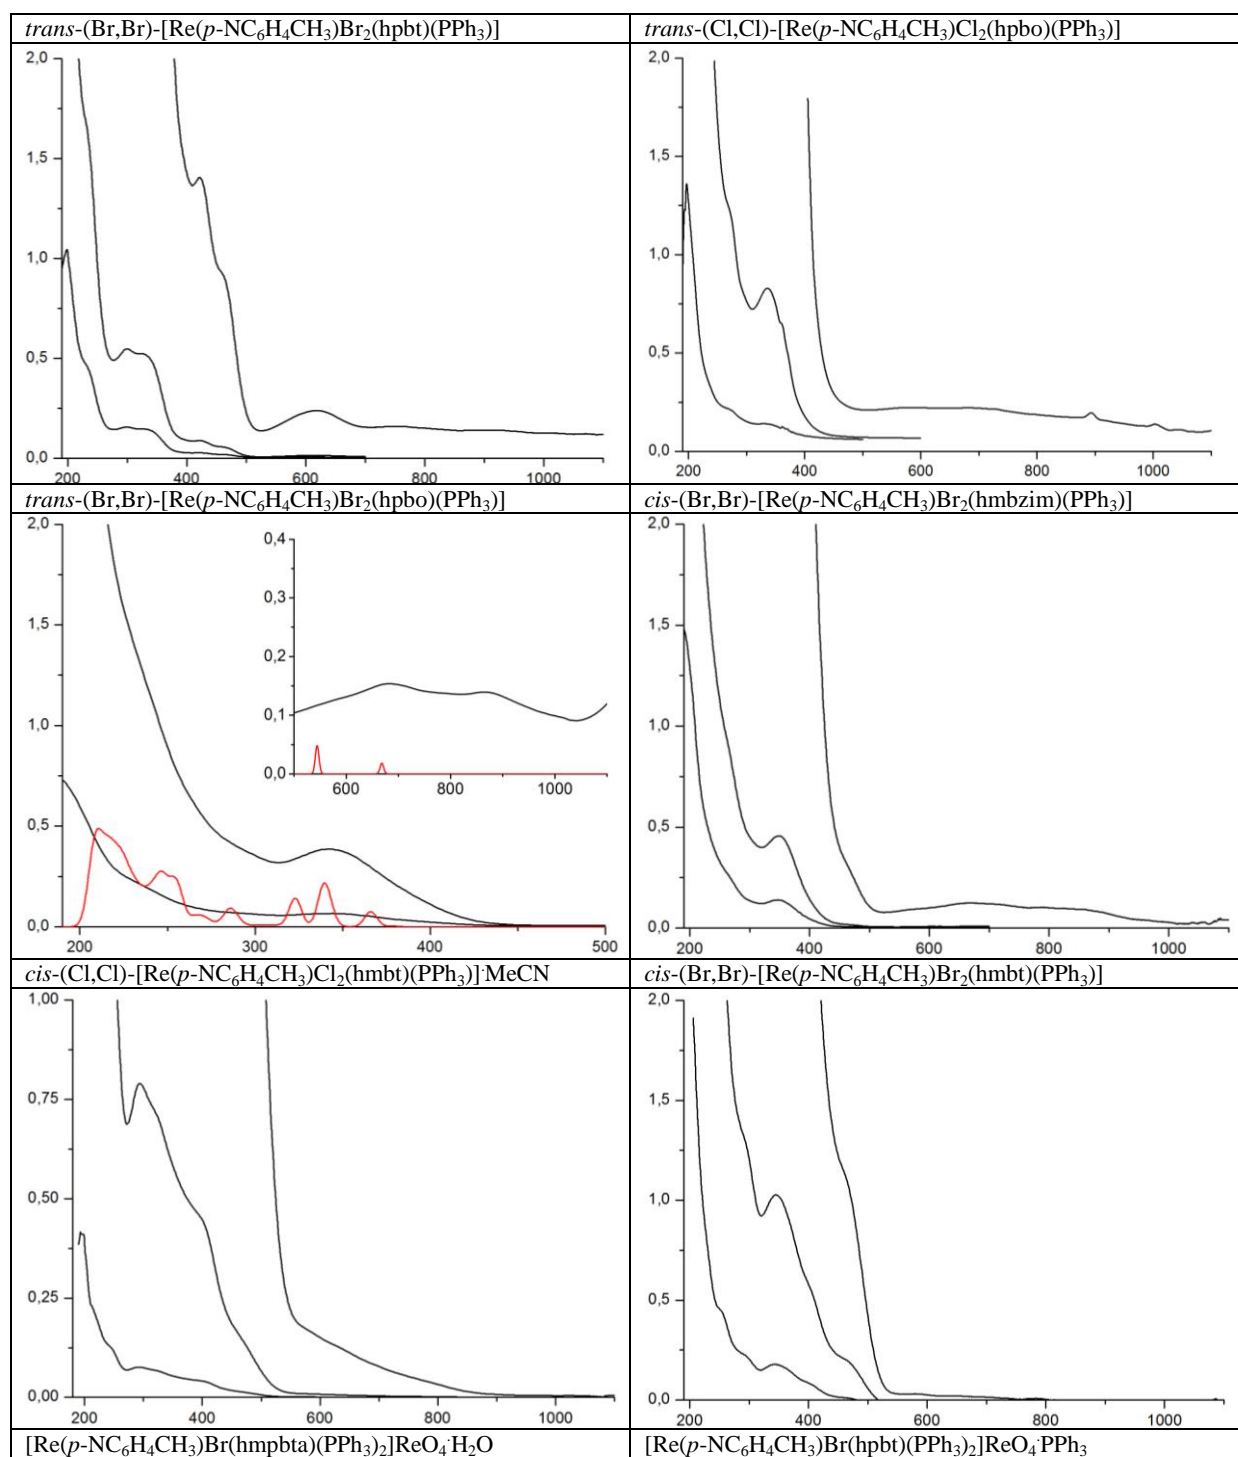 trans-(Br,Br)-[Re(p-NC₆H₄CH₃)Br₂(hpbt)(PPh₃)]
trans-(Cl,Cl)-[Re(p-NC₆H₄CH₃)Cl₂(hpbo)(PPh₃)]
2,0
1,5
1,0
0,5
0,0
200 400 600 800 1000
2,0
1,5
1,0
0,5
0,0
200 400 600 800 1000
trans-(Br,Br)-[Re(p-NC₆H₄CH₃)Br₂(hpbo)(PPh₃)]
cis-(Br,Br)-[Re(p-NC₆H₄CH₃)Br₂(hmbzim)(PPh₃)]
2,0
1,5
1,0
0,5
0,0
200 300 400 500
0,4
0,3
0,2
0,1
0,0
600 800 1000
2,0
1,5
1,0
0,5
0,0
200 400 600 800 1000
cis-(Cl,Cl)-[Re(p-NC₆H₄CH₃)Cl₂(hmbt)(PPh₃)]·MeCN
cis-(Br,Br)-[Re(p-NC₆H₄CH₃)Br₂(hmbt)(PPh₃)]
1,00
0,75
0,50
0,25
0,00
200 400 600 800 1000
2,0
1,5
1,0
0,5
0,0
200 400 600 800 1000
[Re(p-NC₆H₄CH₃)Br(hmpbta)(PPh₃)₂]ReO₄·H₂O
[Re(p-NC₆H₄CH₃)Br(hpbt)(PPh₃)₂]ReO₄·PPh₃